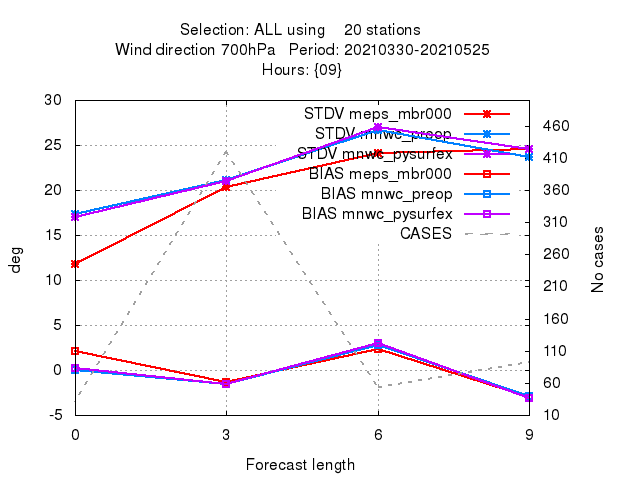 Selection: ALL using 20 stations
Wind direction 700hPa Period: 20210330-20210525
Hours: {09}
30
25
20
15
10
5
0
-5
deg
STDV meps_mbr000
STDV mnwc_preop
STDV mnwc_pysurfex
BIAS meps_mbr000
BIAS mnwc_preop
BIAS mnwc_pysurfex
CASES
460
410
360
310
260
210
160
110
60
10
No cases
0 3 6 9
Forecast length